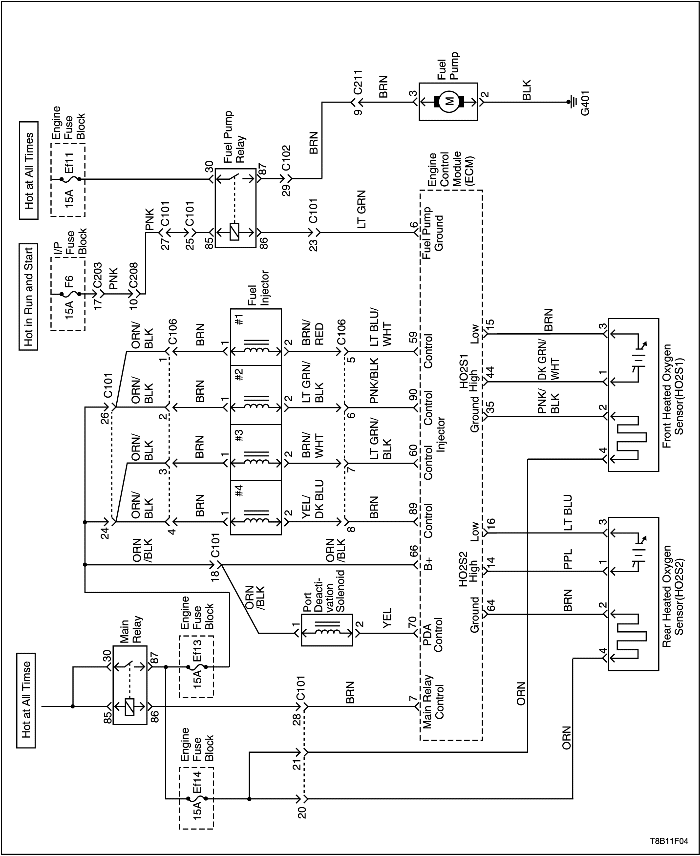 Hot at All Timse
Hot in Run and Start
Hot at All Times
Main
Relay
85
30
86
87
Engine
Fuse
Block
15A Ef14
Engine
Fuse
Block
15A Ef13
I/P
Fuse
Block
15A F6
Engine
Fuse
Block
15A Ef11
17 C203
PNK
10 C208
PNK
27 C101
25 C101
Fuel Pump
Relay
85
30
86
87
29 C102
BRN
23 C101
LT GRN
9 C211
BRN
3
Fuel
Pump
M
2
BLK
G401
24
26 C101
ORN/
BLK
ORN/
BLK
ORN/
BLK
ORN/
BLK
4
3
2
1 C106
BRN
BRN
BRN
BRN
Fuel
Injector
1
#4
2
1
#3
2
1
#2
2
1
#1
2
YEL/
DK BLU
BRN/
WHT
LT GRN/
BLK
BRN/
RED
8
7
6
5
C106
BRN
LT GRN/
BLK
PNK/BLK
LT BLU/
WHT
ORN
/BLK
18 C101
ORN
/BLK
ORN
/BLK
Port
Deacti-
vation
Solenoid
1
2
YEL
20
21
28 C101
BRN
7
Main Relay
Control
70
PDA
Control
66
B+
89
Control
60
Control
90
Control
59
Control
Injector
6
Fuel Pump
Ground
Engine
Control
Module
(ECM)
HO2S2
Ground
High
Low
64
14
16
HO2S1
Ground
High
Low
35
44
15
ORN
ORN
BRN
PPL
LT BLU
PNK/
BLK
DK GRN/
WHT
BRN
4
2
1
3
Rear Heated Oxygen
Sensor(HO2S2)
4
2
1
3
Front Heated Oxygen
Sensor(HO2S1)
T8B11F04